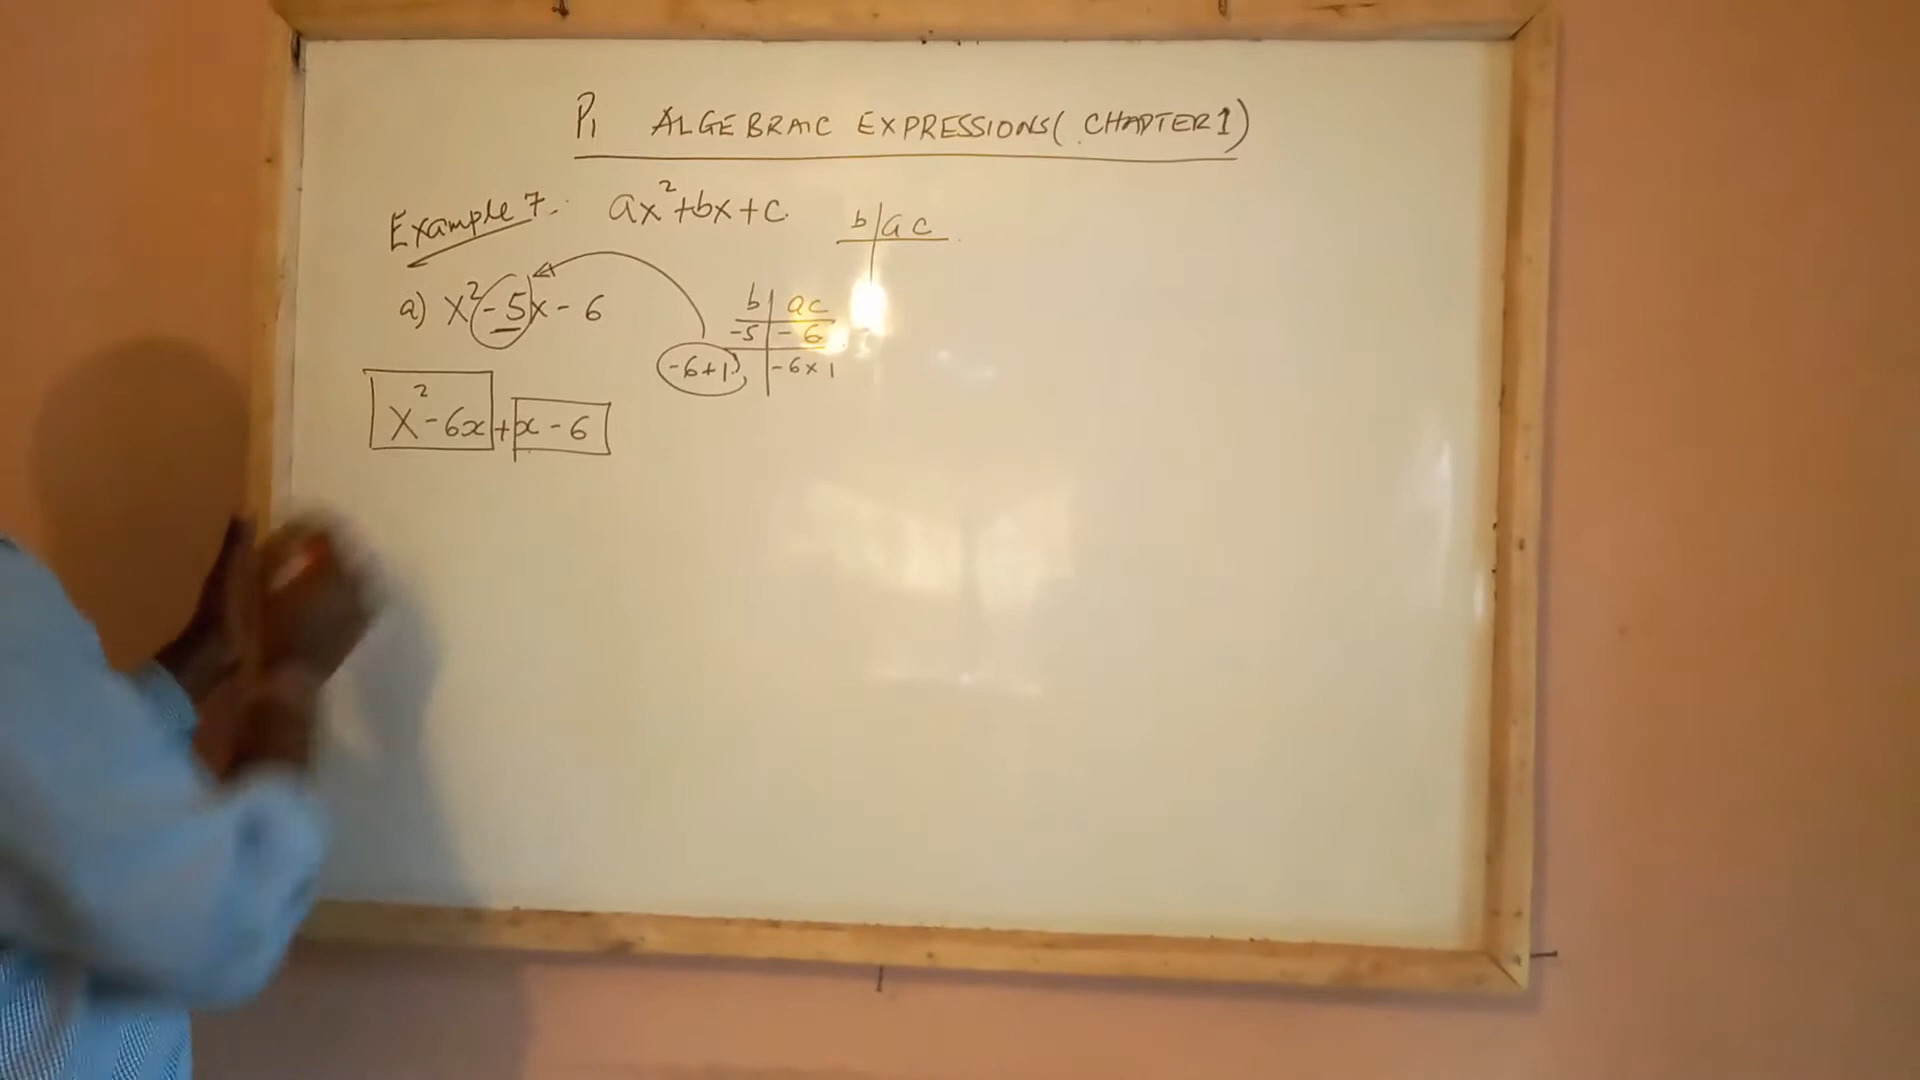 P1 ALGEBRAIC EXPRESSIONS( CHAPTER 1)
Example 7. ax²+bx+c
b | ac
a) x²-5x-6
b | ac
-5 | -6
-6+1 | -6×1
x²-6x+x-6